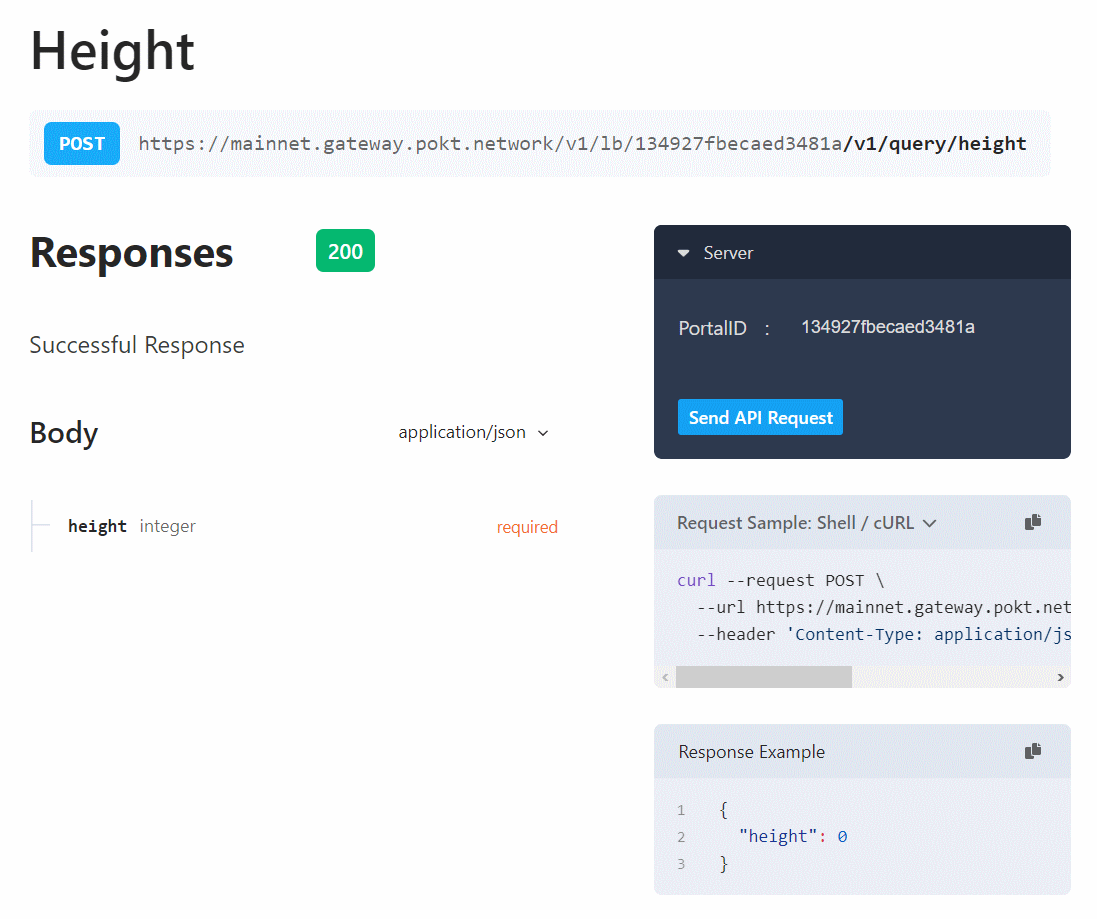 Height
POST https://mainnet.gateway.pokt.network/v1/lb/134927fbecaed3481a/v1/query/height
Responses 200
Successful Response
Body application/json
height integer required
Server
PortalID : 134927fbecaed3481a
Send API Request
Request Sample: Shell / cURL
curl --request POST \
--url https://mainnet.gateway.pokt.net
--header 'Content-Type: application/js
Response Example
1 {
2 "height": 0
3 }